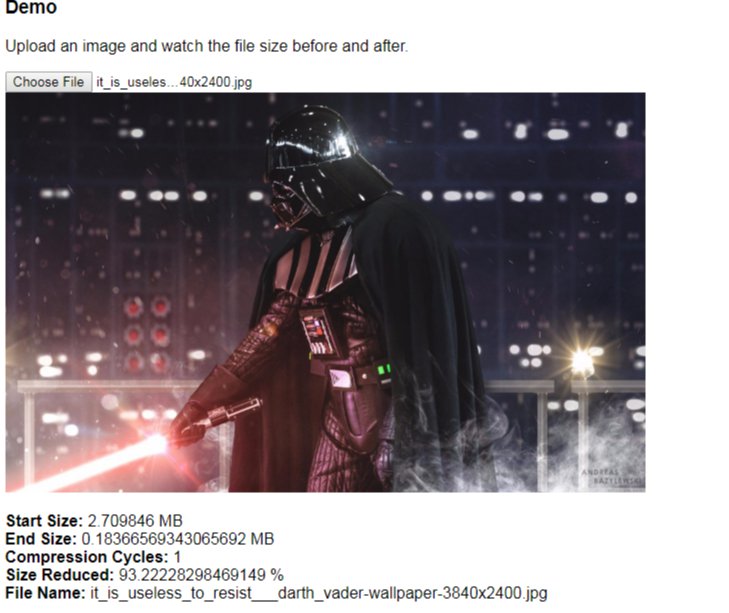 Demo
Upload an image and watch the file size before and after.
Choose File it_is_useles...40x2400.jpg
ANDREAS
BAZYLEWSKI
Start Size: 2.709846 MB
End Size: 0.18366569343065692 MB
Compression Cycles: 1
Size Reduced: 93.22228298469149 %
File Name: it_is_useless_to_resist___darth_vader-wallpaper-3840x2400.jpg